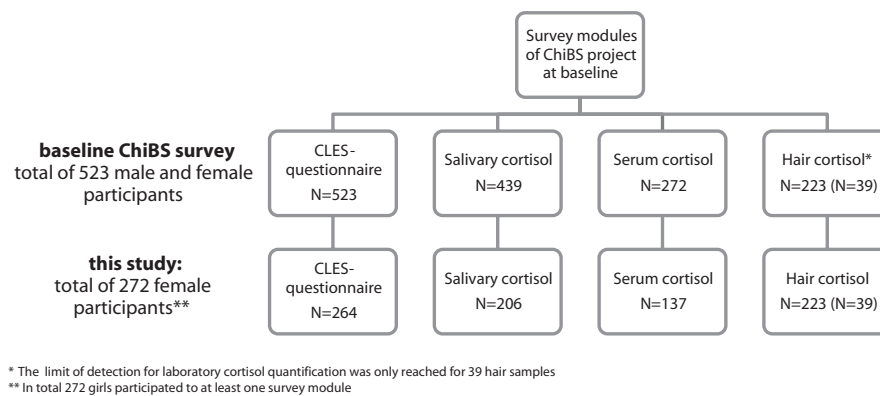 Survey modules
of ChiBS project
at baseline
baseline ChiBS survey
total of 523 male and female
participants
CLES-
questionnaire
N=523
Salivary cortisol
N=439
Serum cortisol
N=272
Hair cortisol*
N=223 (N=39)
this study:
total of 272 female
participants**
CLES-
questionnaire
N=264
Salivary cortisol
N=206
Serum cortisol
N=137
Hair cortisol
N=223 (N=39)
* The limit of detection for laboratory cortisol quantification was only reached for 39 hair samples
** In total 272 girls participated to at least one survey module